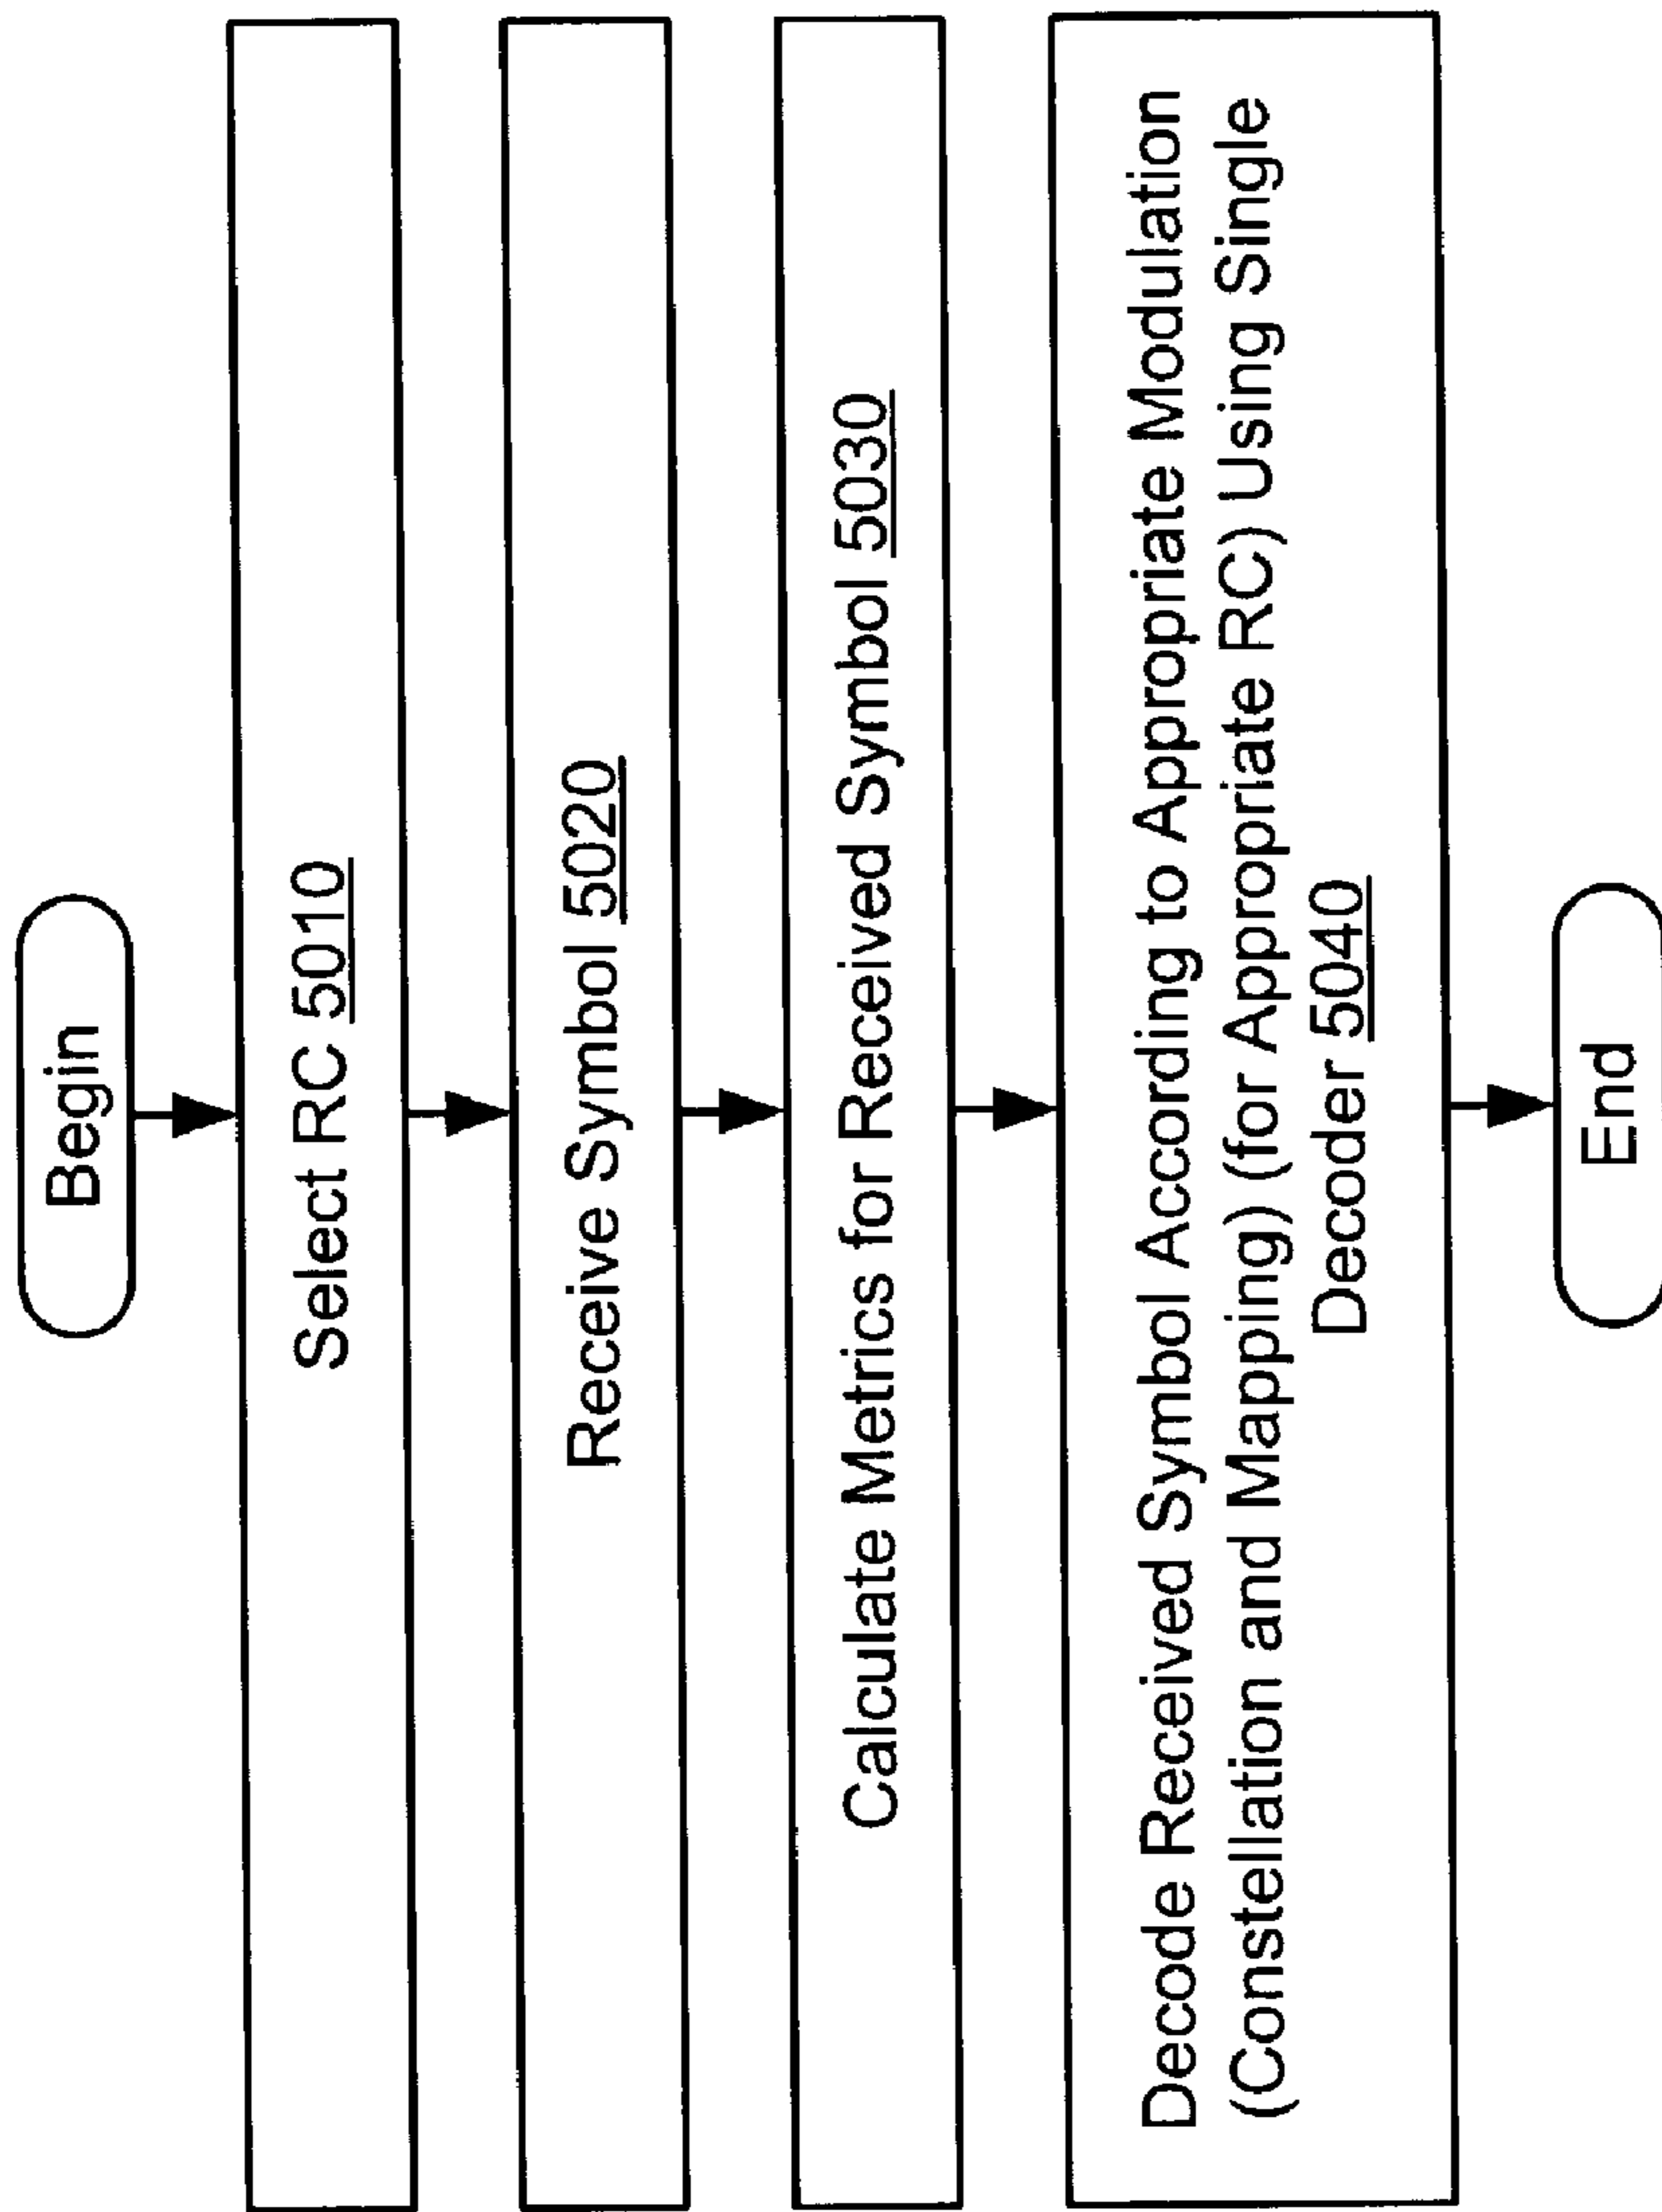 Begin
Select RC 5010
Receive Symbol 5020
Calculate Metrics for Received Symbol 5030
Decode Received Symbol According to Appropriate Modulation
(Constellation and Mapping) (for Appropriate RC) Using Single
Decoder 5040
End